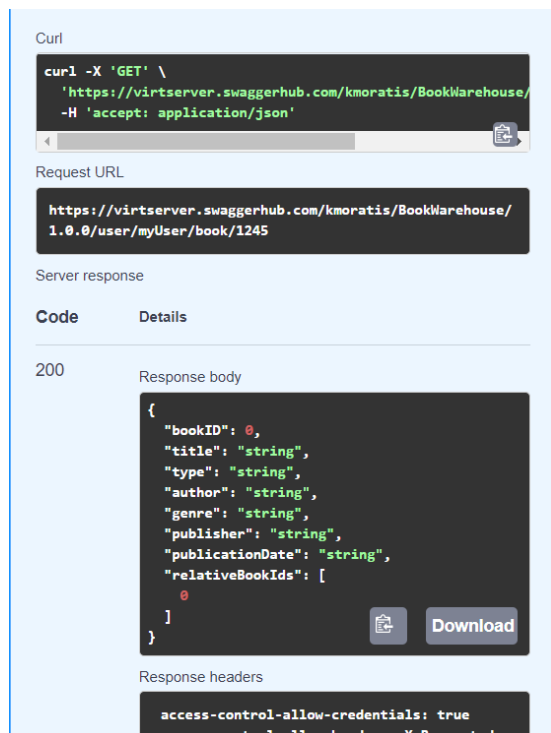 Curl
curl -X 'GET' \
'https://virtserver.swaggerhub.com/kmoratis/BookWarehouse/
-H 'accept: application/json'
Request URL
https://virtserver.swaggerhub.com/kmoratis/BookWarehouse/
1.0.0/user/myUser/book/1245
Server response
Code Details
200
Response body
{
"bookID": 0,
"title": "string",
"type": "string",
"author": "string",
"genre": "string",
"publisher": "string",
"publicationDate": "string",
"relativeBookIds": [
0
]
}
Download
Response headers
access-control-allow-credentials: true